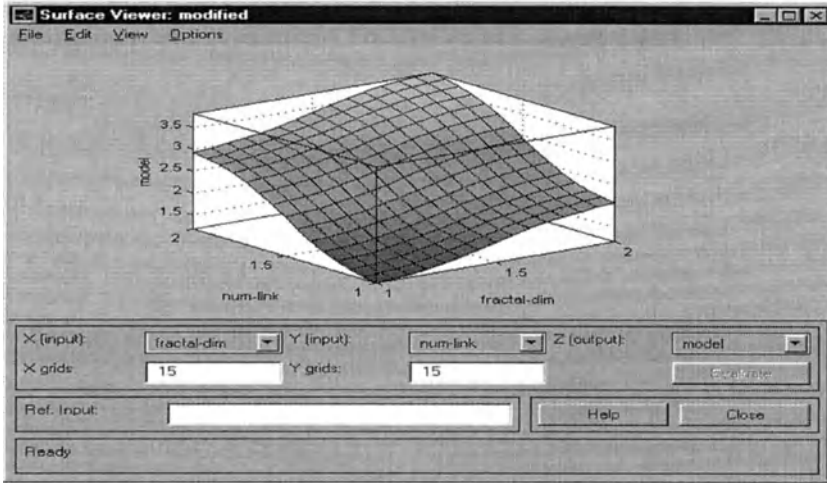 Surface Viewer: modified
File Edit View Options
3.5
3
2.5
2
1.5
model
2
1.5
1
num-link
1
1.5
2
fractal-dim
X (input): fractal-dim Y (input): num-link Z (output): model
X grids: 15 Y grids: 15 Evaluate
Ref. Input: Help Close
Ready